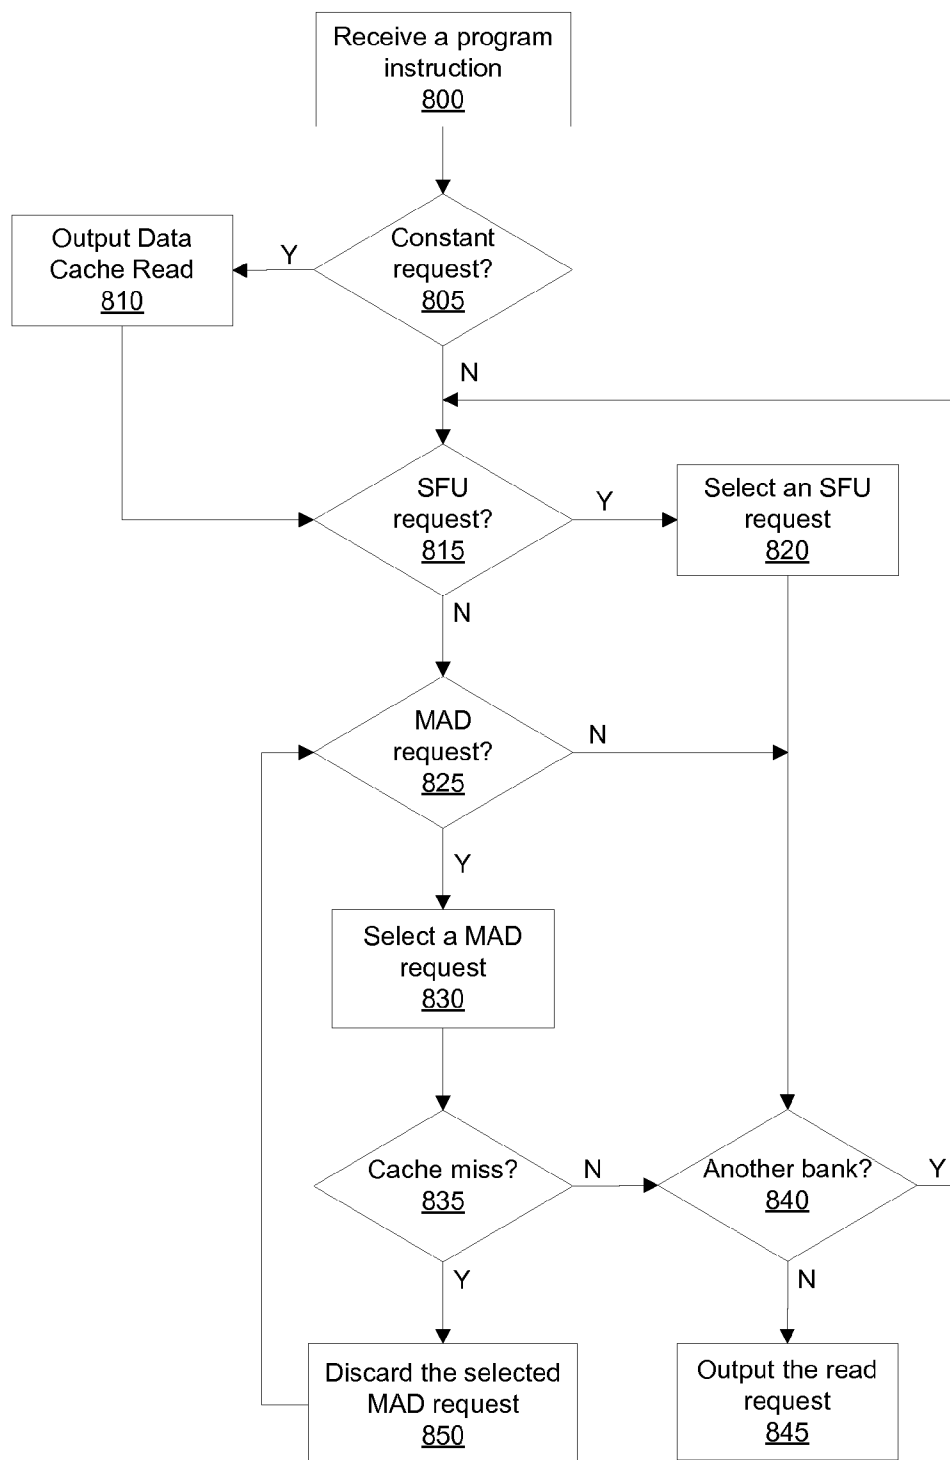 Receive a program
instruction
800
Constant
request?
805
Y
Output Data
Cache Read
810
N
SFU
request?
815
Y
Select an SFU
request
820
N
MAD
request?
825
N
Y
Select a MAD
request
830
Cache miss?
835
N
Another bank?
840
Y
Y
N
Discard the selected
MAD request
850
Output the read
request
845